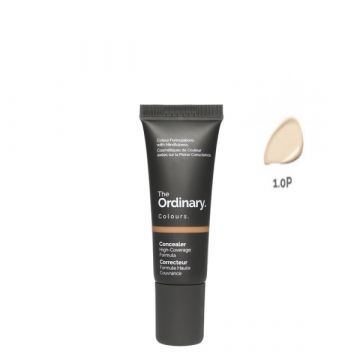 Colour Formulations
with Mindfulness.
Cosmétiques de Couleur
axées sur la Pleine Conscience
The
Ordinary.
Colours.
Concealer
High-Coverage
Formula
Correcteur
Formule Haute
Couvrance
1.0P